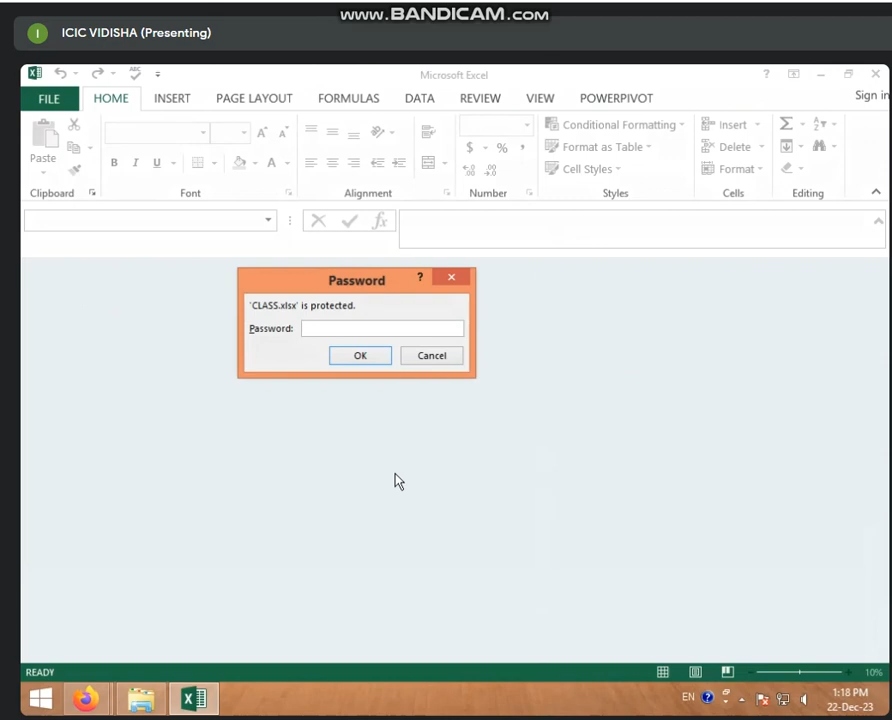 WWW.BANDICAM.COM
I ICIC VIDISHA (Presenting)
Microsoft Excel
?
FILE HOME INSERT PAGE LAYOUT FORMULAS DATA REVIEW VIEW POWERPIVOT Sign in
ABC
Paste
B I U A A A
$ % ,
Conditional Formatting
Format as Table
Cell Styles
Insert
Delete
Format
Clipboard Font Alignment Number Styles Cells Editing
fx
Password ?
'CLASS.xlsx' is protected.
Password:
OK Cancel
READY 10%
EN ? 1:18 PM
22-Dec-23